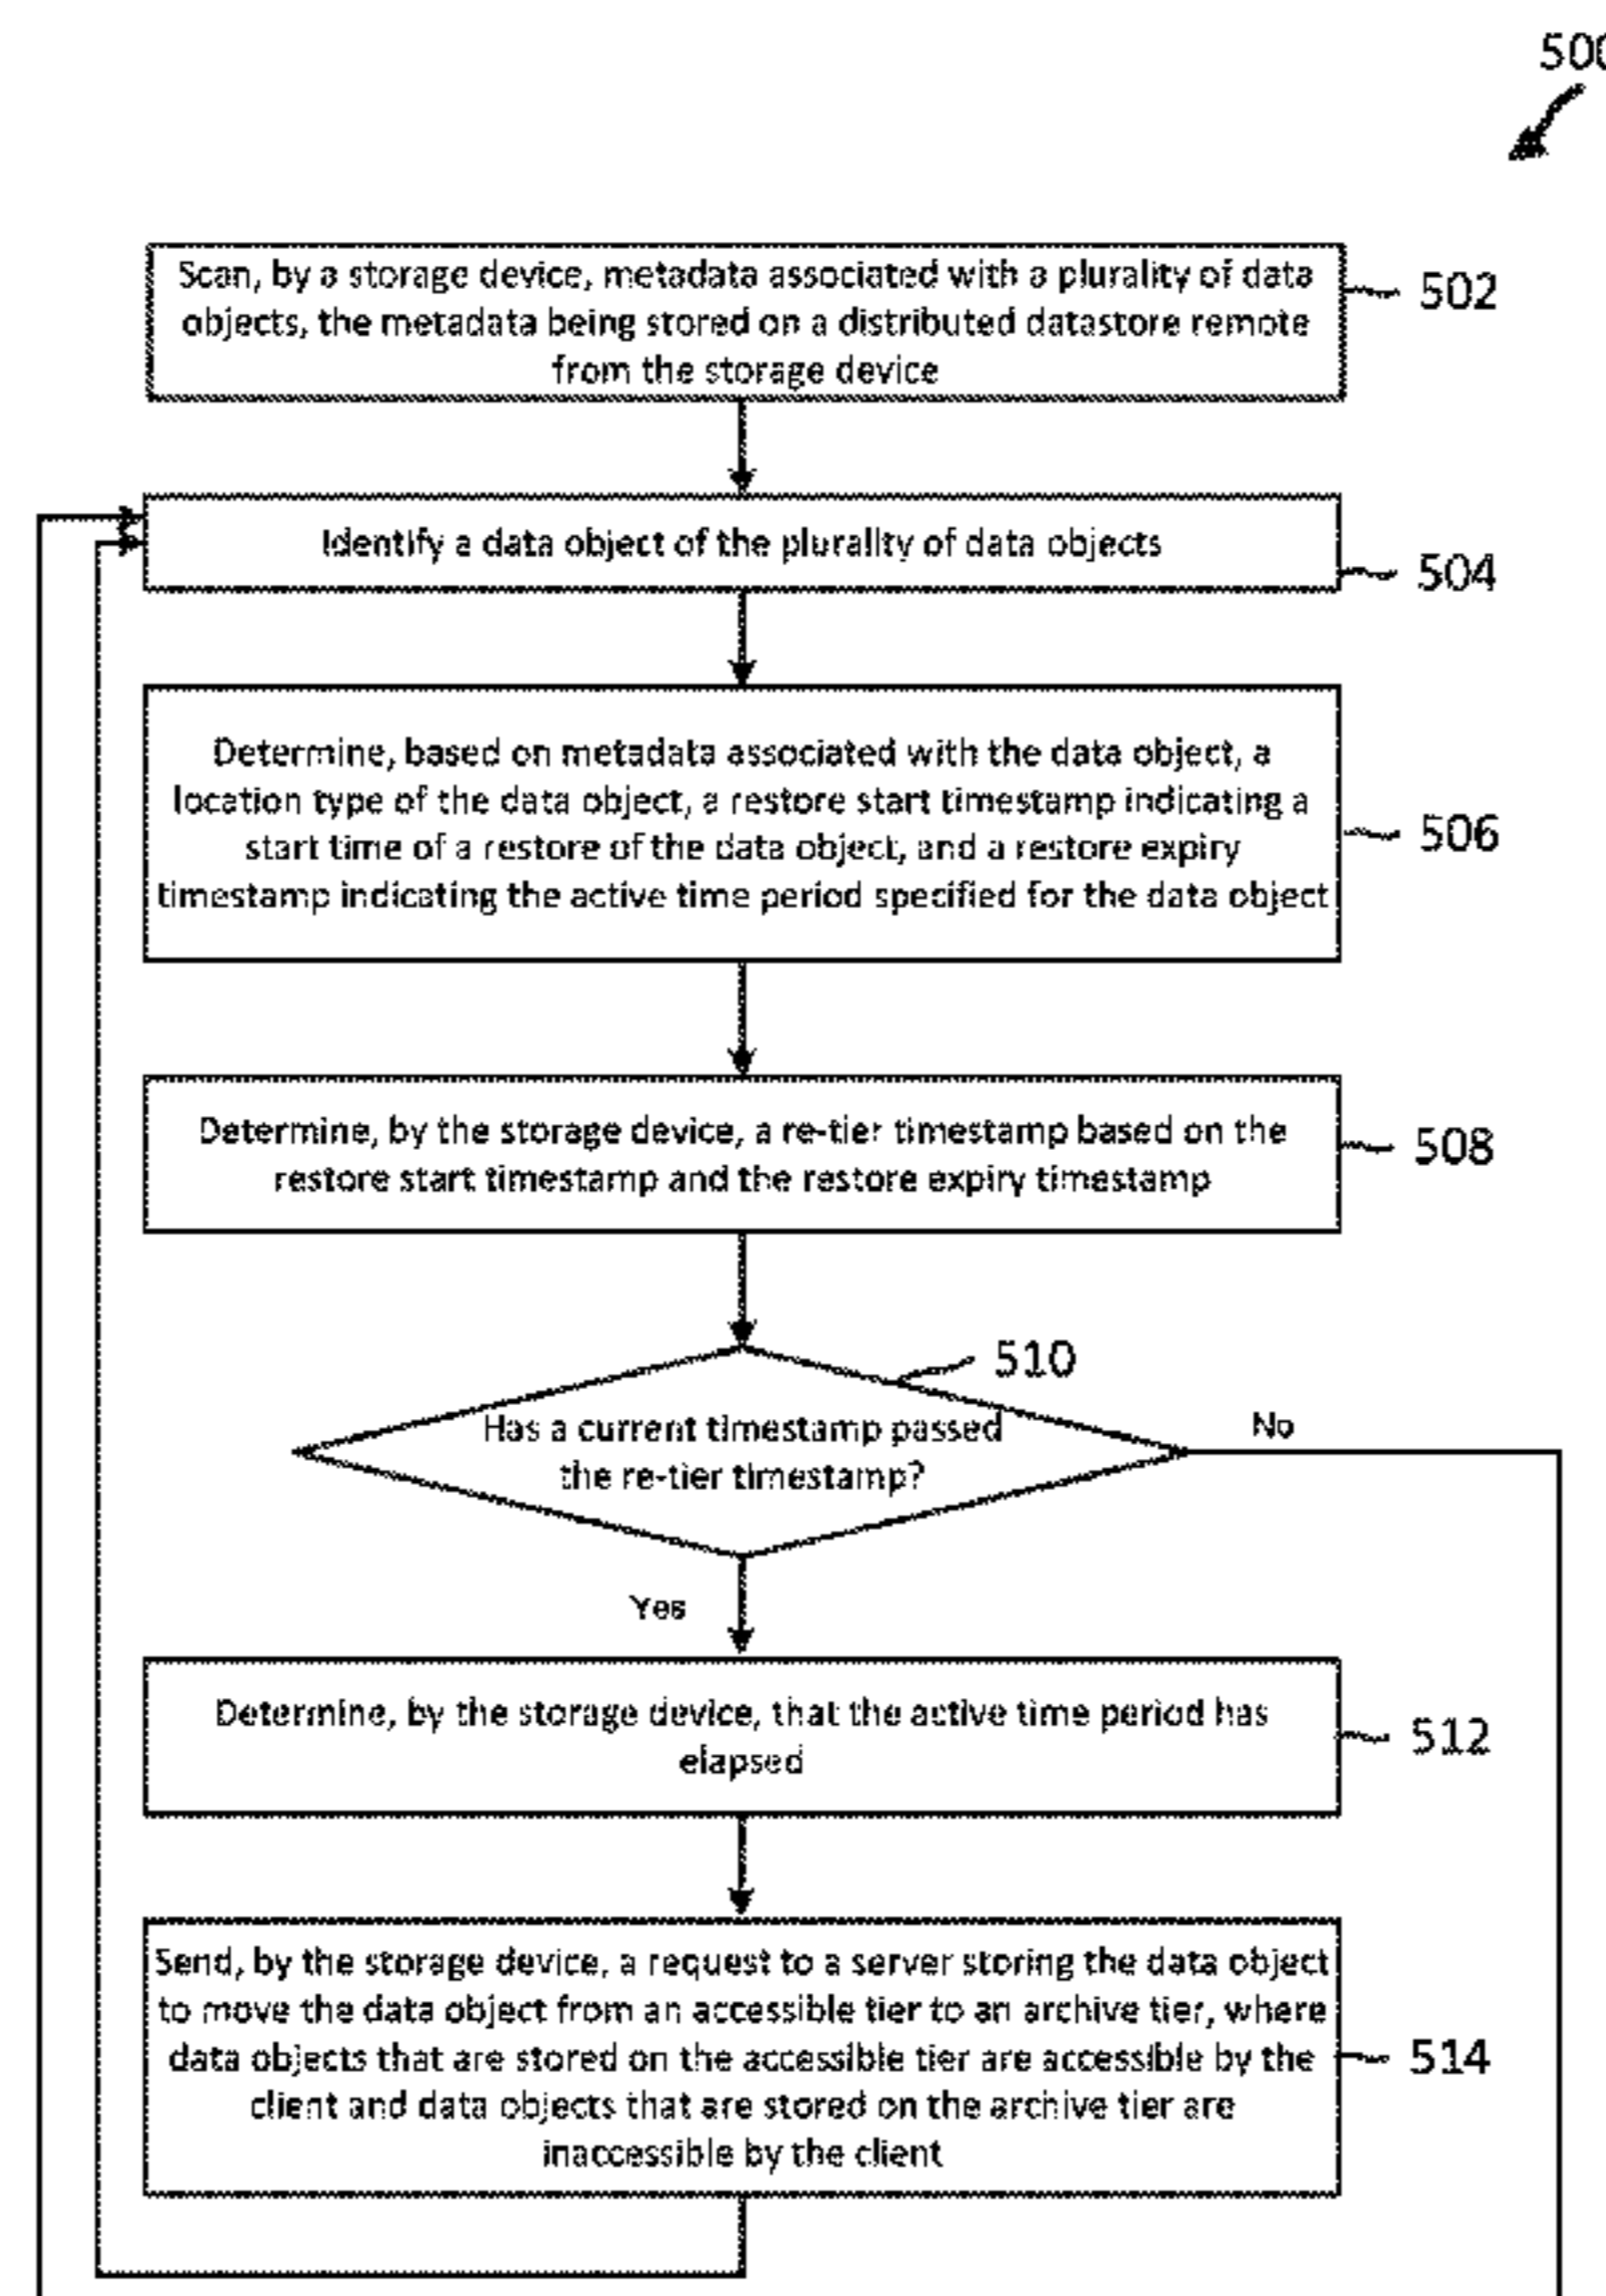 500
Scan, by a storage device, metadata associated with a plurality of data
objects, the metadata being stored on a distributed datastore remote
from the storage device
502
Identify a data object of the plurality of data objects
504
Determine, based on metadata associated with the data object, a
location type of the data object, a restore start timestamp indicating a
start time of a restore of the data object, and a restore expiry
timestamp indicating the active time period specified for the data object
506
Determine, by the storage device, a re-tier timestamp based on the
restore start timestamp and the restore expiry timestamp
508
510
Has a current timestamp passed
the re-tier timestamp?
No
Yes
Determine, by the storage device, that the active time period has
elapsed
512
Send, by the storage device, a request to a server storing the data object
to move the data object from an accessible tier to an archive tier, where
data objects that are stored on the accessible tier are accessible by the
client and data objects that are stored on the archive tier are
inaccessible by the client
514